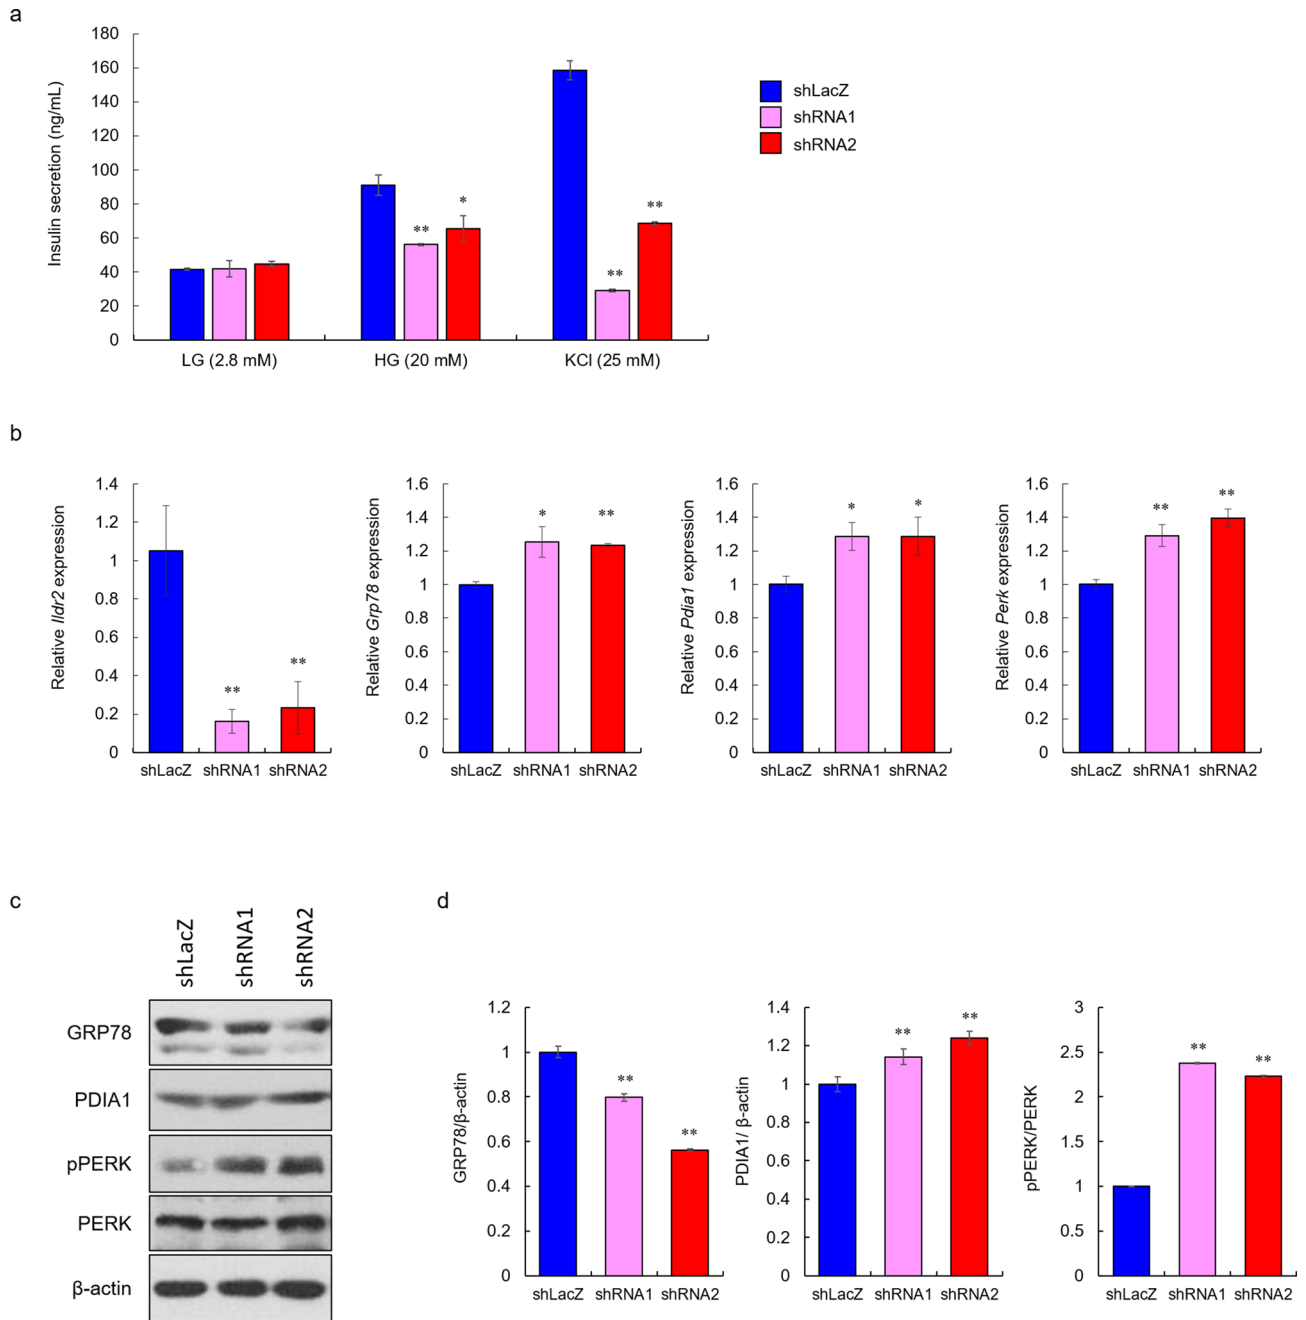 a
Insulin secretion (ng/mL)
180
160
140
120
100
80
60
40
20
0
**
*
**
**
LG (2.8 mM)
HG (20 mM)
KCl (25 mM)
shLacZ
shRNA1
shRNA2
b
Relative Ildr2 expression
1.4
1.2
1
0.8
0.6
0.4
0.2
0
**
**
shLacZ shRNA1 shRNA2
Relative Grp78 expression
1.6
1.4
1.2
1
0.8
0.6
0.4
0.2
0
*
**
shLacZ shRNA1 shRNA2
Relative Pdia1 expression
1.6
1.4
1.2
1
0.8
0.6
0.4
0.2
0
*
*
shLacZ shRNA1 shRNA2
Relative Perk expression
1.6
1.4
1.2
1
0.8
0.6
0.4
0.2
0
**
**
shLacZ shRNA1 shRNA2
c
shLacZ
shRNA1
shRNA2
GRP78
PDIA1
pPERK
PERK
β-actin
d
GRP78/β-actin
1.2
1
0.8
0.6
0.4
0.2
0
**
**
shLacZ shRNA1 shRNA2
PDIA1/ β-actin
1.4
1.2
1
0.8
0.6
0.4
0.2
0
**
**
shLacZ shRNA1 shRNA2
pPERK/PERK
3
2.5
2
1.5
1
0.5
0
**
**
shLacZ shRNA1 shRNA2